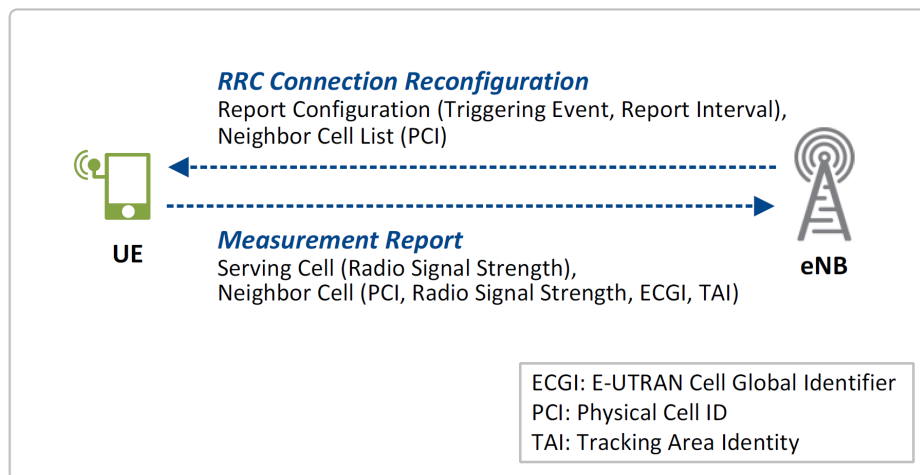 RRC Connection Reconfiguration
Report Configuration (Triggering Event, Report Interval),
Neighbor Cell List (PCI)
UE
eNB
Measurement Report
Serving Cell (Radio Signal Strength),
Neighbor Cell (PCI, Radio Signal Strength, ECGI, TAI)
ECGI: E-UTRAN Cell Global Identifier
PCI: Physical Cell ID
TAI: Tracking Area Identity